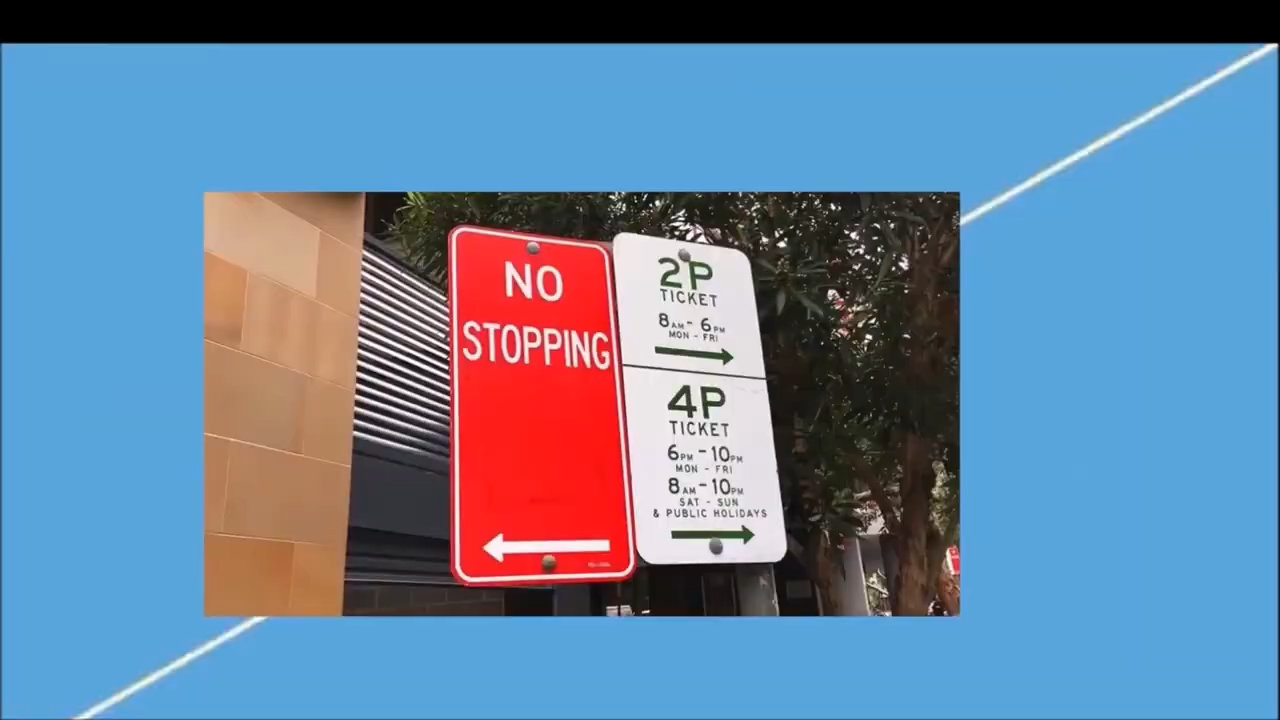 NO
STOPPING
2P
TICKET
8AM - 6PM
MON - FRI
4P
TICKET
6PM - 10PM
MON - FRI
8AM - 10PM
SAT - SUN
& PUBLIC HOLIDAYS